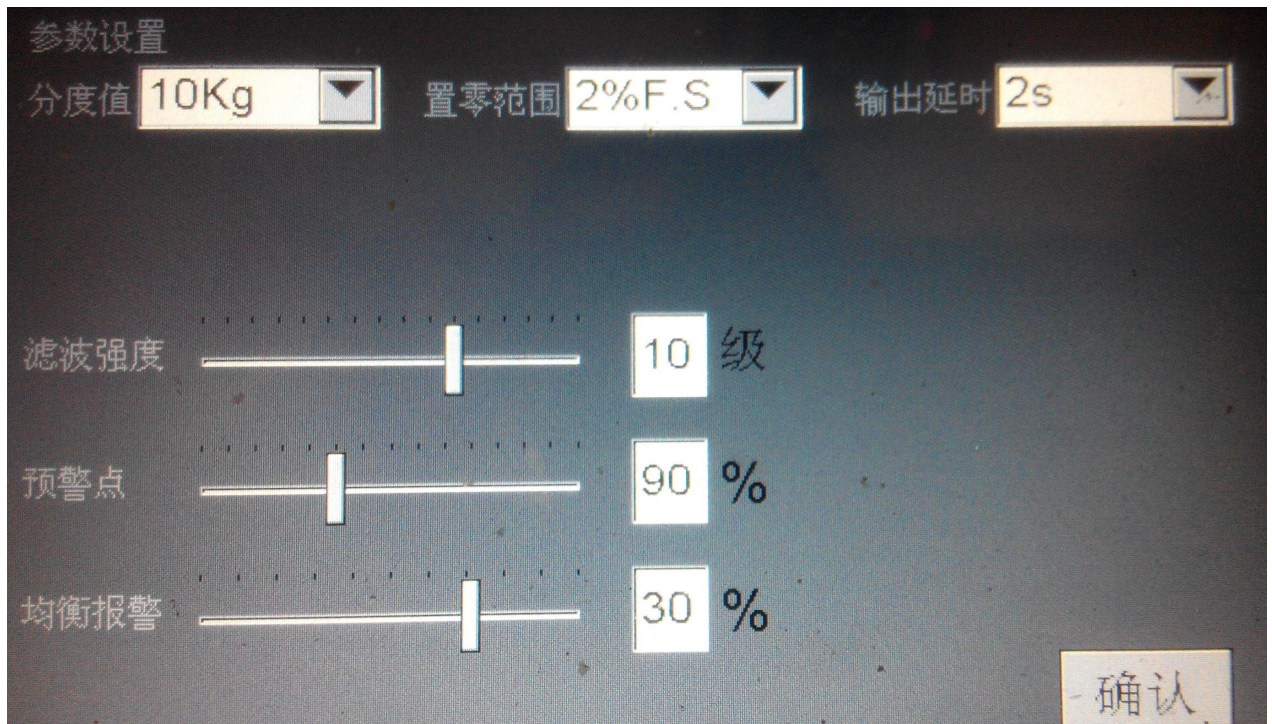 参数设置
分度值 10Kg 置零范围 2%F.S 输出延时 2s
滤波强度 10 级
预警点 90 %
均衡报警 30 %
确认